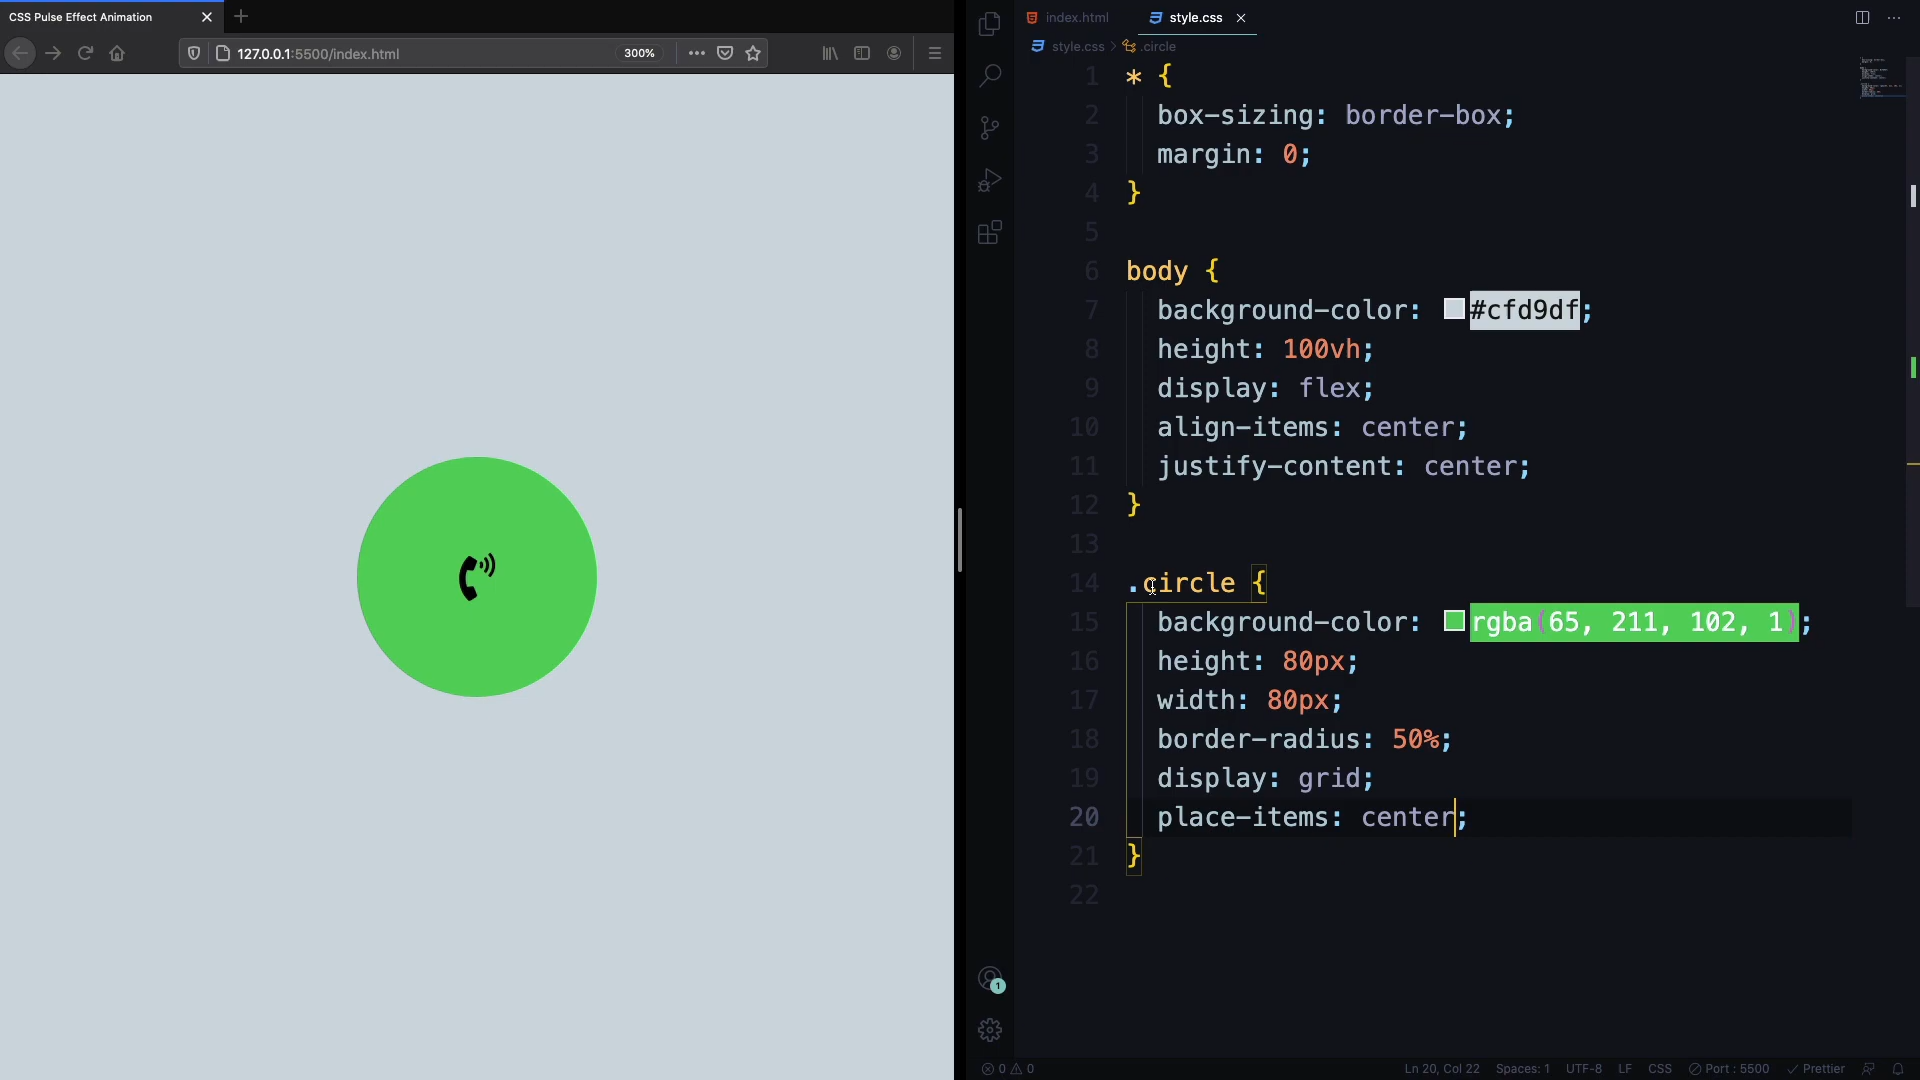 CSS Pulse Effect Animation
127.0.0.1:5500/index.html
300%
index.html
style.css
style.css > .circle
1 * {
2 box-sizing: border-box;
3 margin: 0;
4 }
5
6 body {
7 background-color: #cfd9df;
8 height: 100vh;
9 display: flex;
10 align-items: center;
11 justify-content: center;
12 }
13
14 .circle {
15 background-color: rgba(65, 211, 102, 1);
16 height: 80px;
17 width: 80px;
18 border-radius: 50%;
19 display: grid;
20 place-items: center;
21 }
22
1
0 0 Ln 20, Col 22 Spaces: 1 UTF-8 LF CSS Port : 5500 Prettier